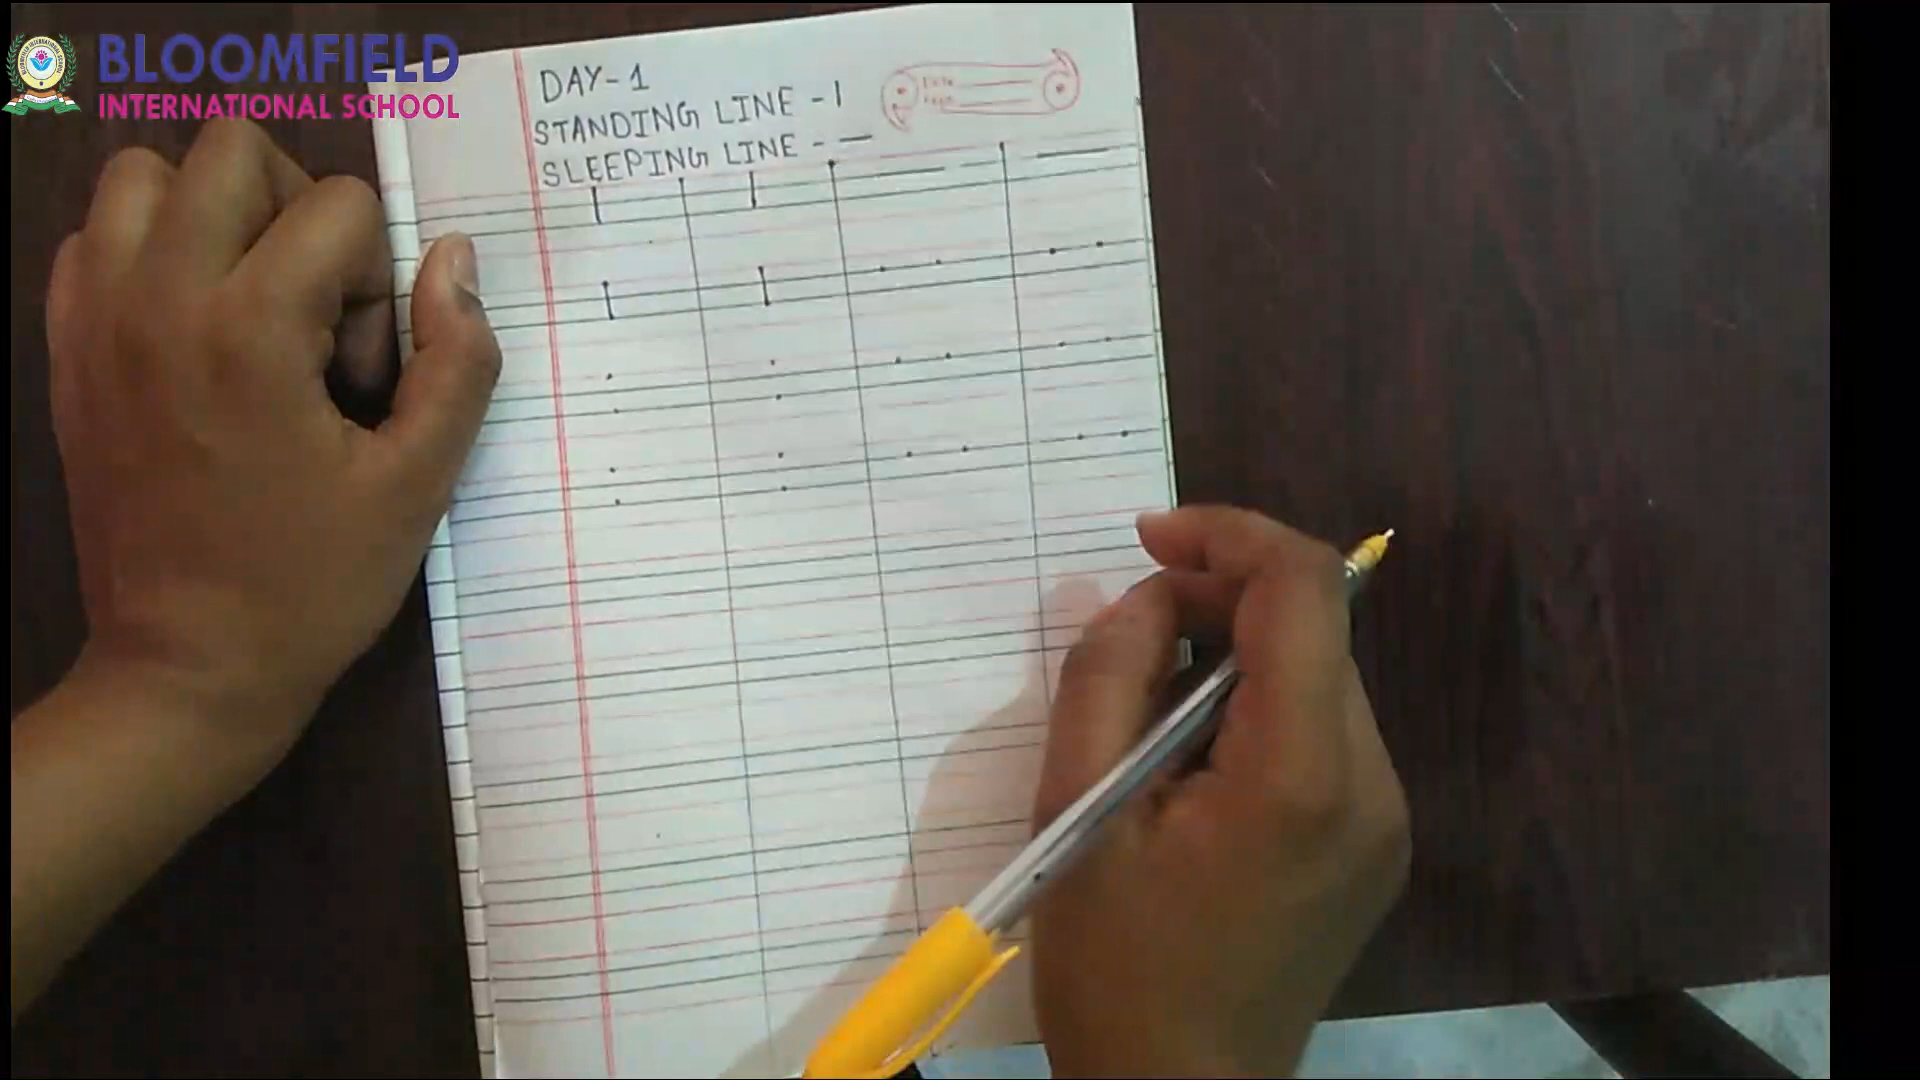 BLOOMFIELD
INTERNATIONAL SCHOOL
DAY-1
STANDING LINE - I
SLEEPING LINE - —